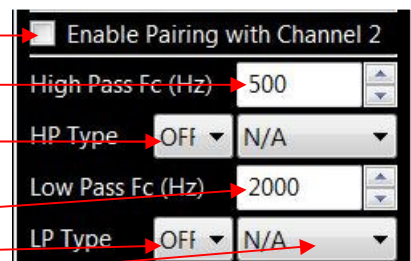 Enable Pairing with Channel 2
High Pass Fc (Hz) 500
HP Type OFF N/A
Low Pass Fc (Hz) 2000
LP Type OFF N/A